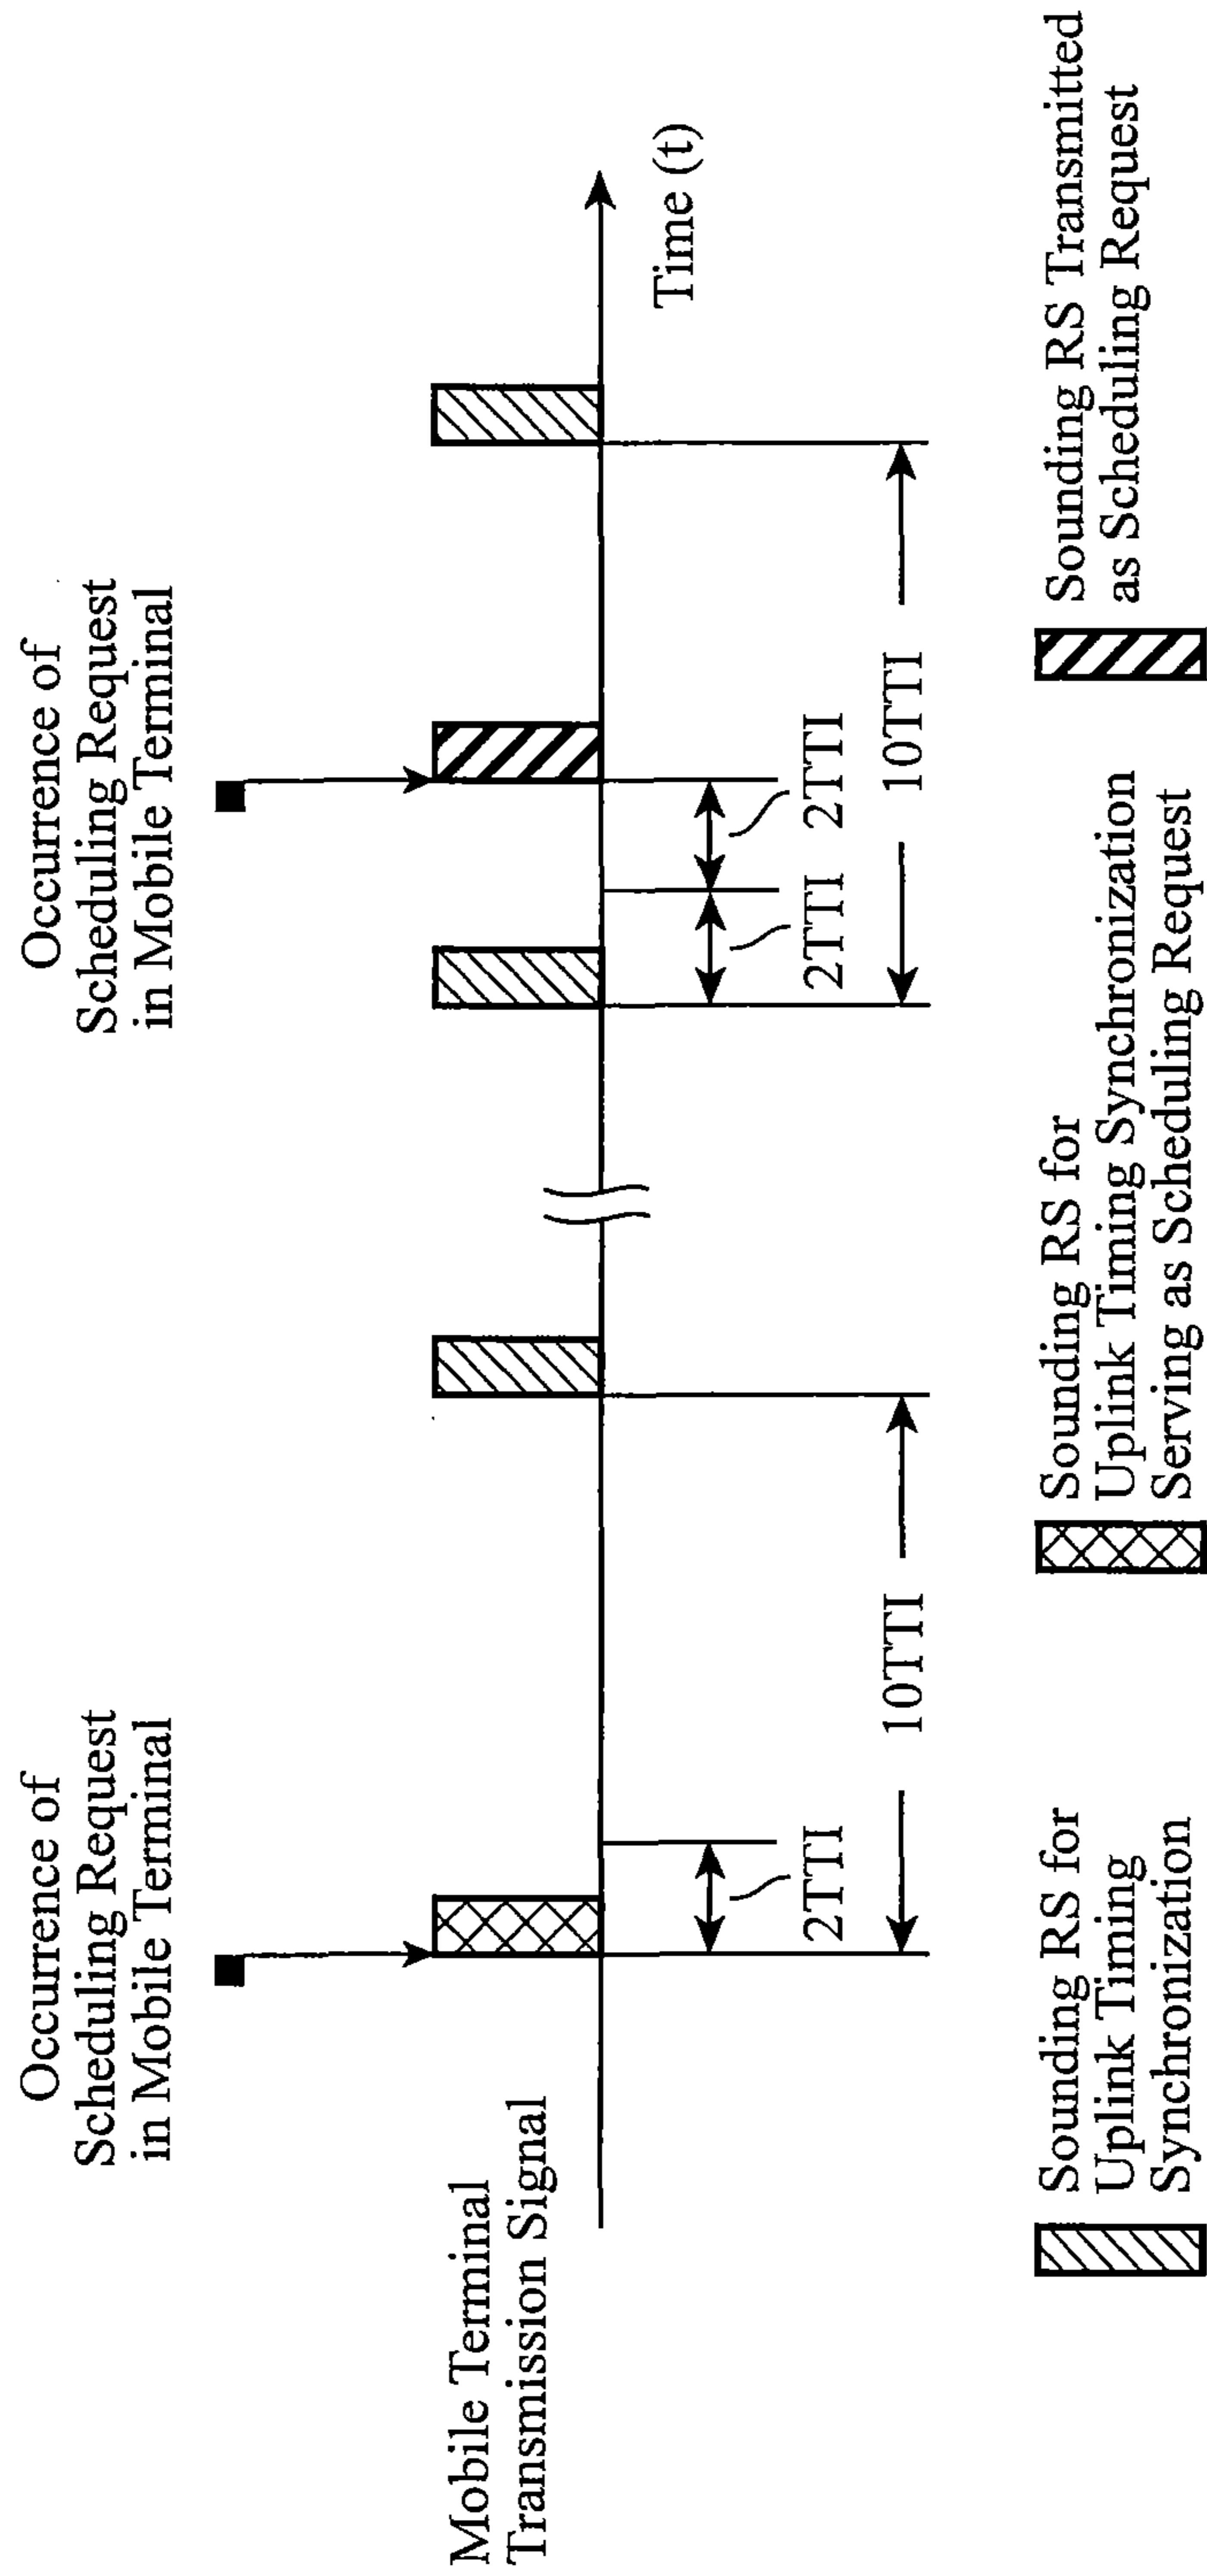 Occurrence of
Scheduling Request
in Mobile Terminal
Occurrence of
Scheduling Request
in Mobile Terminal
Mobile Terminal
Transmission Signal
Time (t)
2TTI
2TTI
2TTI
10TTI
10TTI
Sounding RS for
Uplink Timing
Synchronization
Sounding RS for
Uplink Timing Synchronization
Serving as Scheduling Request
Sounding RS Transmitted
as Scheduling Request